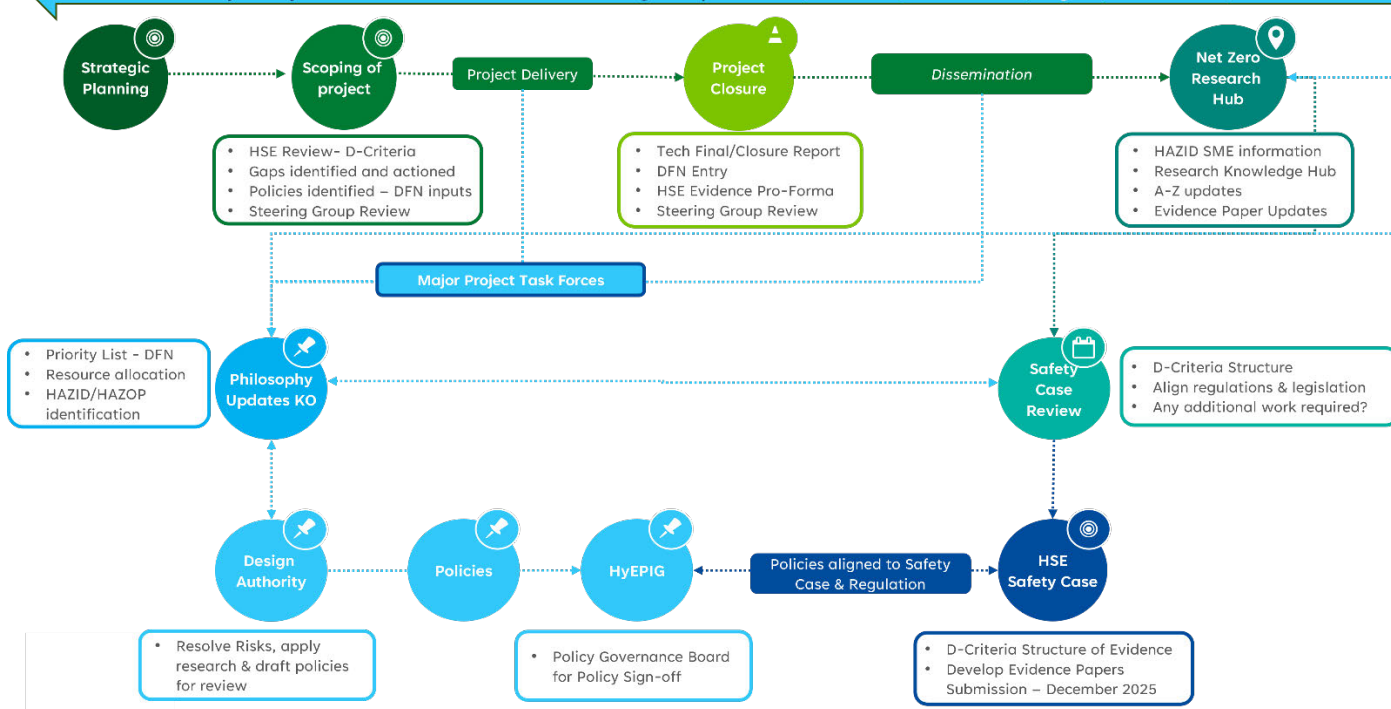 Strategic
Planning
Scoping of
project
Project Delivery
Project
Closure
Dissemination
Net Zero
Research
Hub
• HSE Review- D-Criteria
• Gaps identified and actioned
• Policies identified – DFN inputs
• Steering Group Review
• Tech Final/Closure Report
• DFN Entry
• HSE Evidence Pro-Forma
• Steering Group Review
• HAZID SME information
• Research Knowledge Hub
• A-Z updates
• Evidence Paper Updates
Major Project Task Forces
• Priority List - DFN
• Resource allocation
• HAZID/HAZOP
identification
Philosophy
Updates KO
Safety
Case
Review
• D-Criteria Structure
• Align regulations & legislation
• Any additional work required?
Design
Authority
Policies
HyEPIG
Policies aligned to Safety
Case & Regulation
HSE
Safety Case
• Resolve Risks, apply
research & draft policies
for review
• Policy Governance Board
for Policy Sign-off
• D-Criteria Structure of Evidence
• Develop Evidence Papers
Submission – December 2025